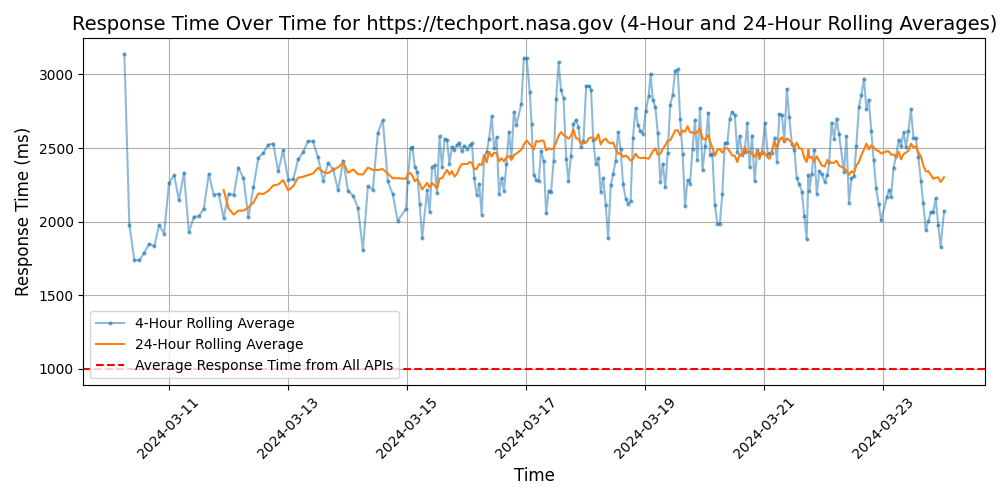 Response Time Over Time for https://techport.nasa.gov (4-Hour and 24-Hour Rolling Averages)
Response Time (ms)
3000
2500
2000
1500
1000
4-Hour Rolling Average
24-Hour Rolling Average
Average Response Time from All APIs
2024-03-11
2024-03-13
2024-03-15
2024-03-17
2024-03-19
2024-03-21
2024-03-23
Time